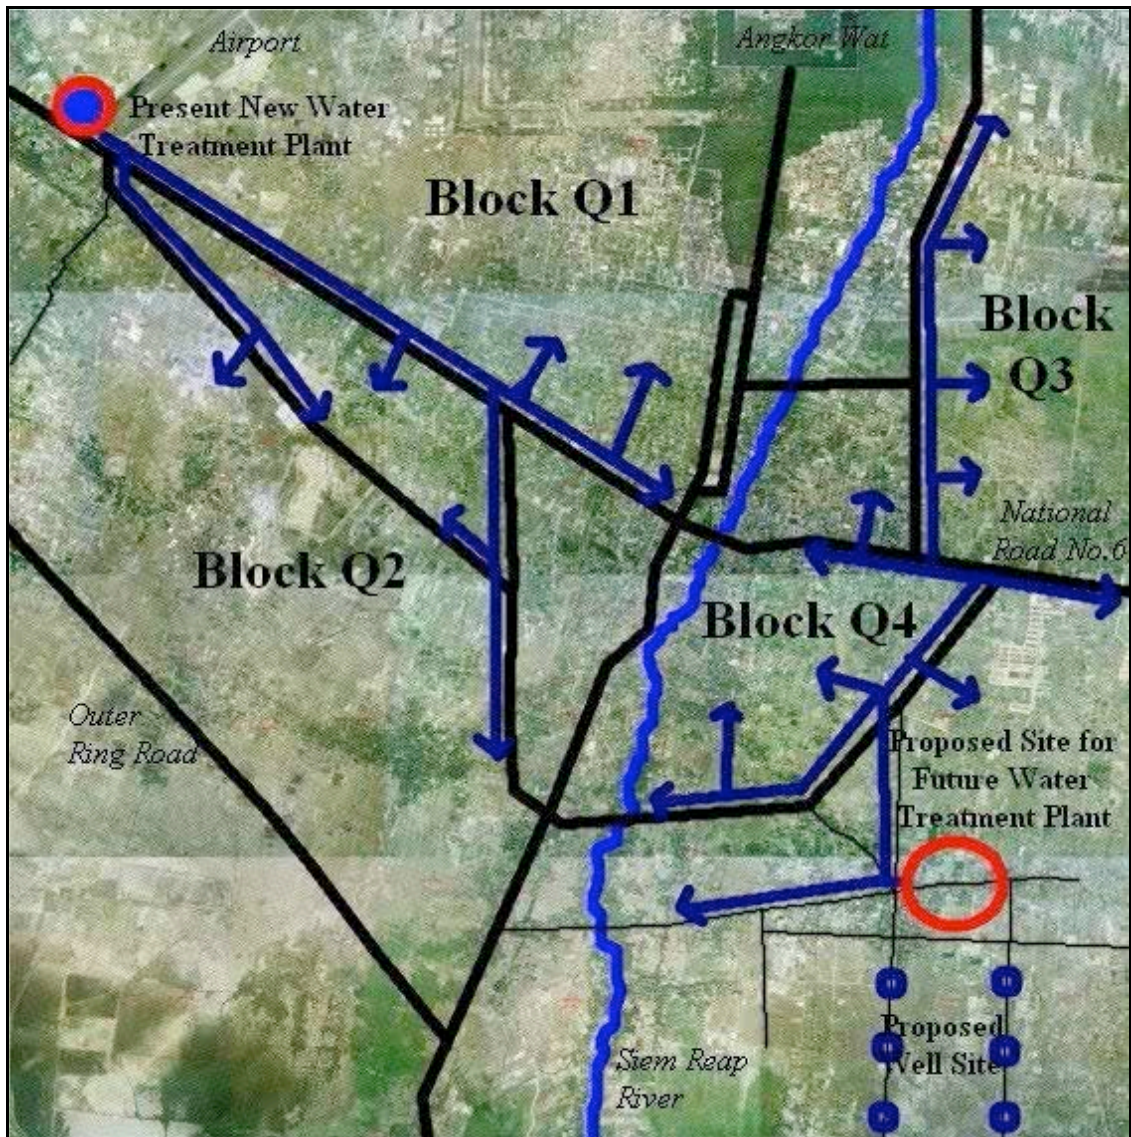 Airport
Angkor Wat
Present New Water
Treatment Plant
Block Q1
Block
Q3
National
Road No.6
Block Q2
Block Q4
Outer
Ring Road
Proposed Site for
Future Water
Treatment Plant
Proposed
Well Site
Siem Reap
River